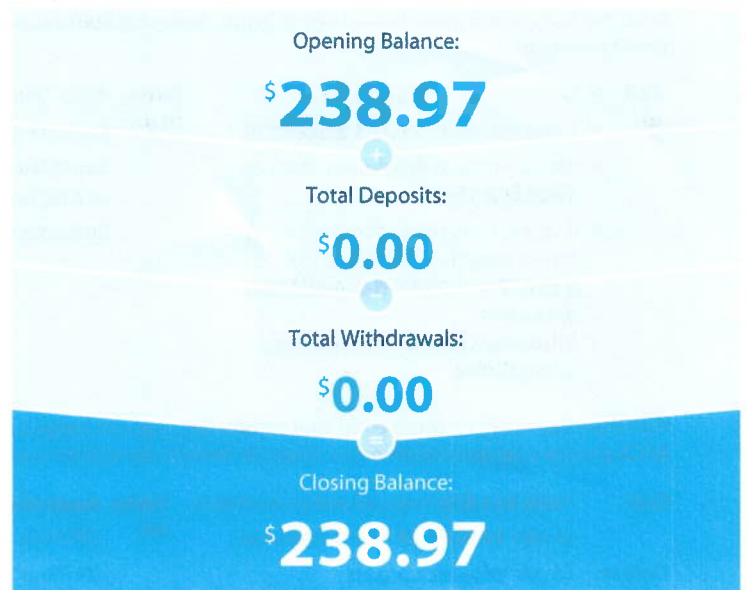 Opening Balance:
$238.97
+
Total Deposits:
$0.00
-
Total Withdrawals:
$0.00
=
Closing Balance:
$238.97